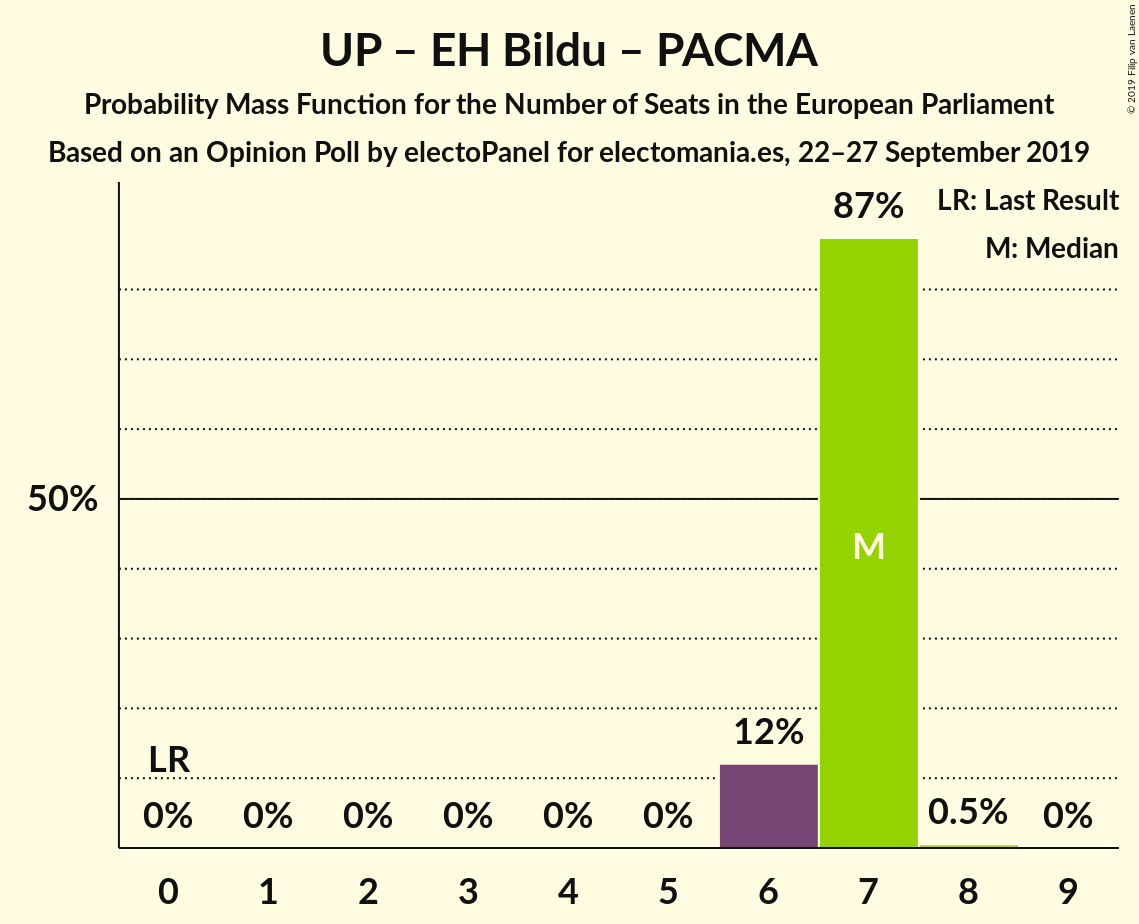 UP – EH Bildu – PACMA
Probability Mass Function for the Number of Seats in the European Parliament
Based on an Opinion Poll by electoPanel for electomania.es, 22–27 September 2019
© 2019 Filip van Laenen
LR: Last Result
M: Median
87%
50%
M
12%
LR
0% 0% 0% 0% 0% 0% 0.5% 0%
0 1 2 3 4 5 6 7 8 9